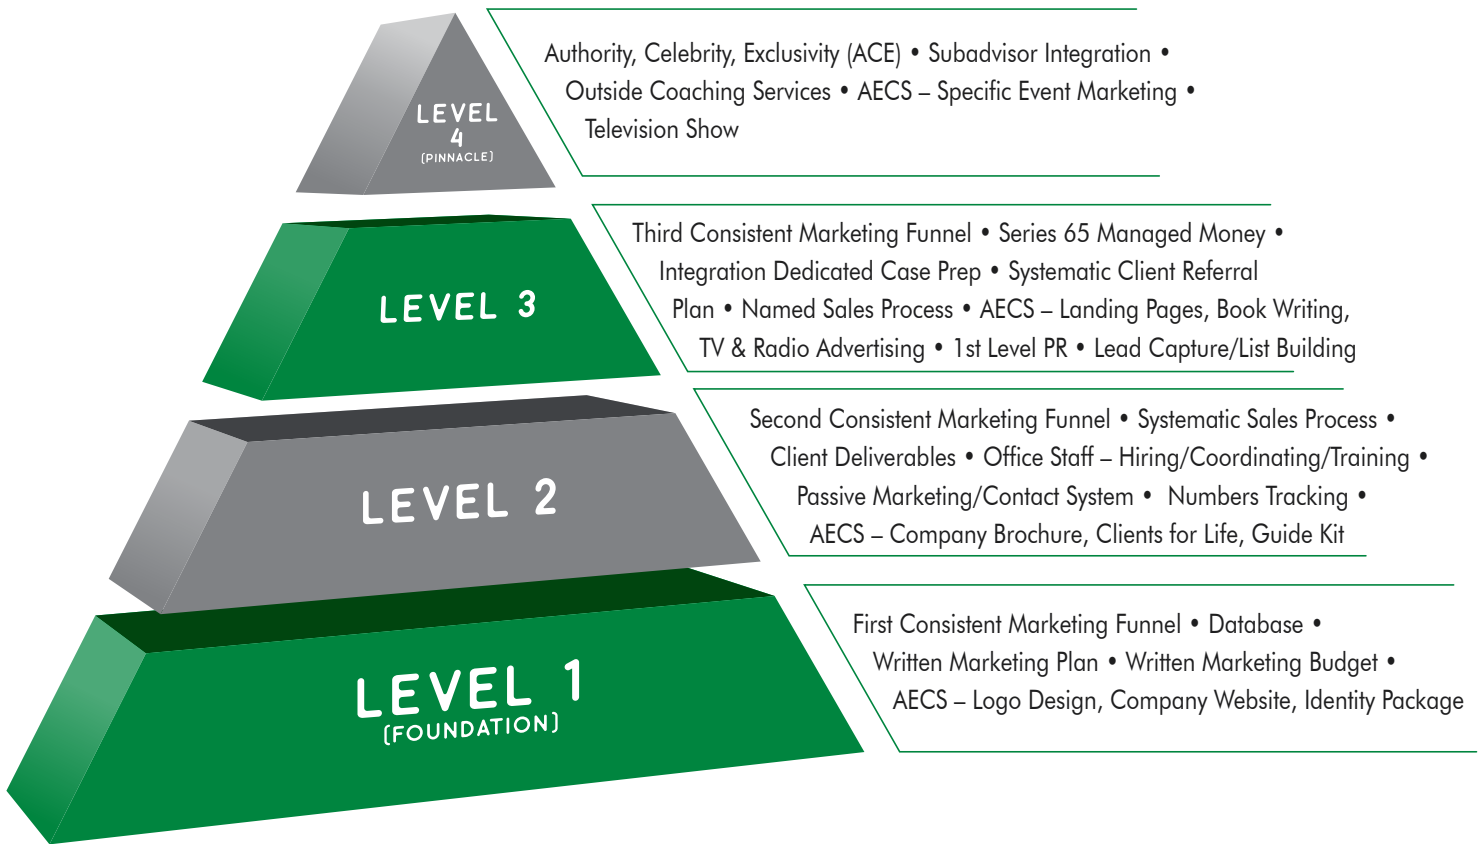 LEVEL
4
(PINNACLE)
Authority, Celebrity, Exclusivity (ACE) • Subadvisor Integration •
Outside Coaching Services • AECS – Specific Event Marketing •
Television Show
LEVEL 3
Third Consistent Marketing Funnel • Series 65 Managed Money •
Integration Dedicated Case Prep • Systematic Client Referral
Plan • Named Sales Process • AECS – Landing Pages, Book Writing,
TV & Radio Advertising • 1st Level PR • Lead Capture/List Building
LEVEL 2
Second Consistent Marketing Funnel • Systematic Sales Process •
Client Deliverables • Office Staff – Hiring/Coordinating/Training •
Passive Marketing/Contact System • Numbers Tracking •
AECS – Company Brochure, Clients for Life, Guide Kit
LEVEL 1
(FOUNDATION)
First Consistent Marketing Funnel • Database •
Written Marketing Plan • Written Marketing Budget •
AECS – Logo Design, Company Website, Identity Package